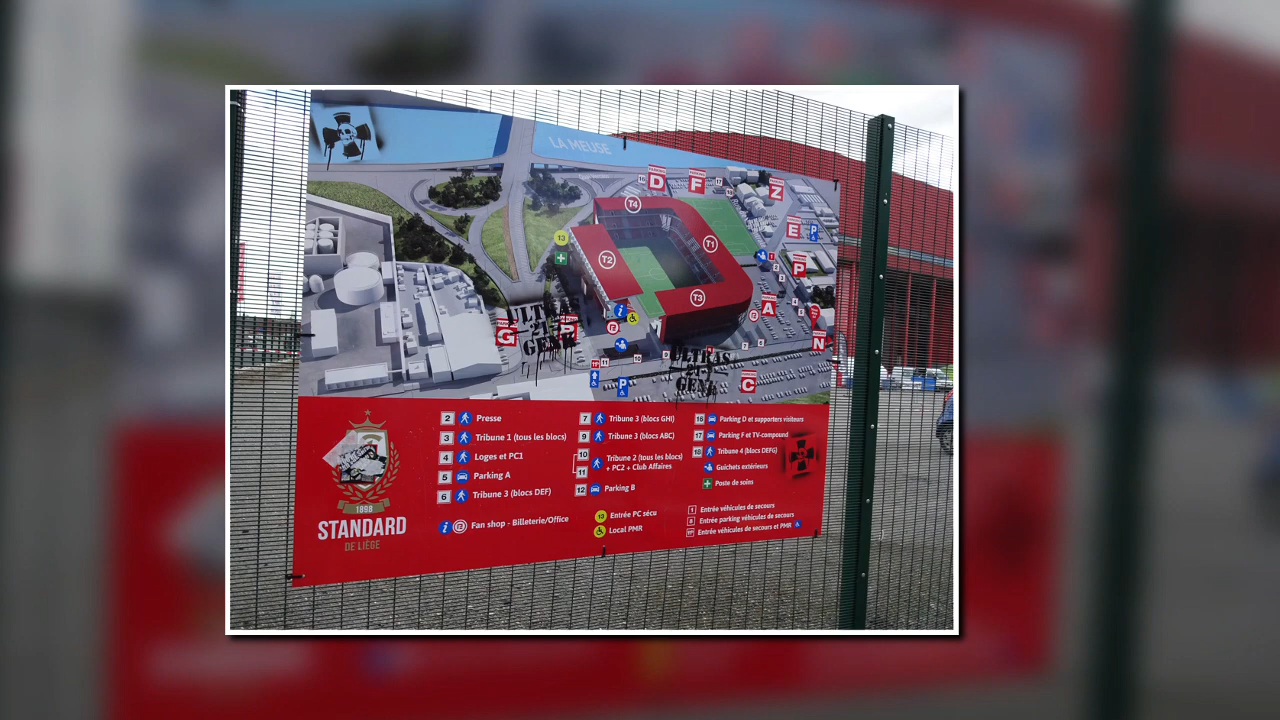 LA MEUSE
D
F
Z
E
P
P
A
N
C
G
B
T4
T1
T2
T3
13
ULTRAS
GENK
2 Presse
3 Tribune 1 (tous les blocs)
4 Loges et PC1
5 Parking A
6 Tribune 3 (blocs DEF)
Fan shop - Billeterie/Office
7 Tribune 3 (blocs GHI)
9 Tribune 3 (blocs ABC)
10 Tribune 2 (tous les blocs)
11 + PC2 + Club Affaires
12 Parking B
13 Entrée PC sécu
Local PMR
16 Parking D et supporters visiteurs
17 Parking F et TV-compound
18 Tribune 4 (blocs DEFG)
Guichets extérieurs
Poste de soins
1 Entrée véhicules de secours
8 Entrée parking véhicules de secours
Entrée véhicules de secours et PMR
1898
STANDARD
DE LIÈGE